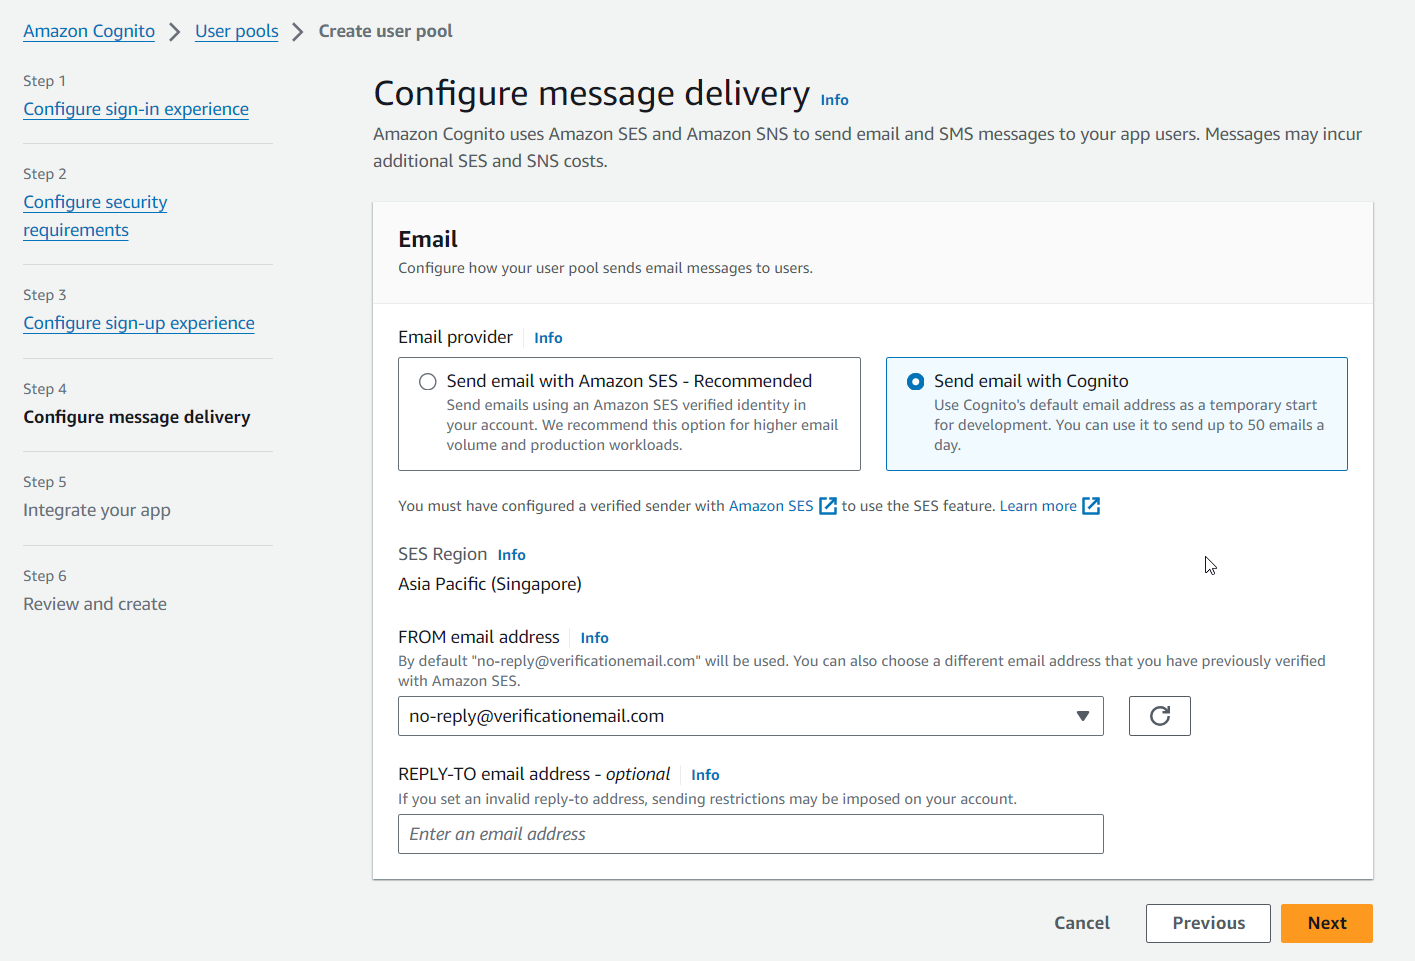 Amazon Cognito > User pools > Create user pool
Step 1
Configure sign-in experience
Step 2
Configure security
requirements
Step 3
Configure sign-up experience
Step 4
Configure message delivery
Step 5
Integrate your app
Step 6
Review and create
Configure message delivery Info
Amazon Cognito uses Amazon SES and Amazon SNS to send email and SMS messages to your app users. Messages may incur
additional SES and SNS costs.
Email
Configure how your user pool sends email messages to users.
Email provider Info
Send email with Amazon SES - Recommended
Send emails using an Amazon SES verified identity in
your account. We recommend this option for higher email
volume and production workloads.
Send email with Cognito
Use Cognito's default email address as a temporary start
for development. You can use it to send up to 50 emails a
day.
You must have configured a verified sender with Amazon SES to use the SES feature. Learn more
SES Region Info
Asia Pacific (Singapore)
FROM email address Info
By default "no-reply@verificationemail.com" will be used. You can also choose a different email address that you have previously verified
with Amazon SES.
no-reply@verificationemail.com
REPLY-TO email address - optional Info
If you set an invalid reply-to address, sending restrictions may be imposed on your account.
Enter an email address
Cancel Previous Next